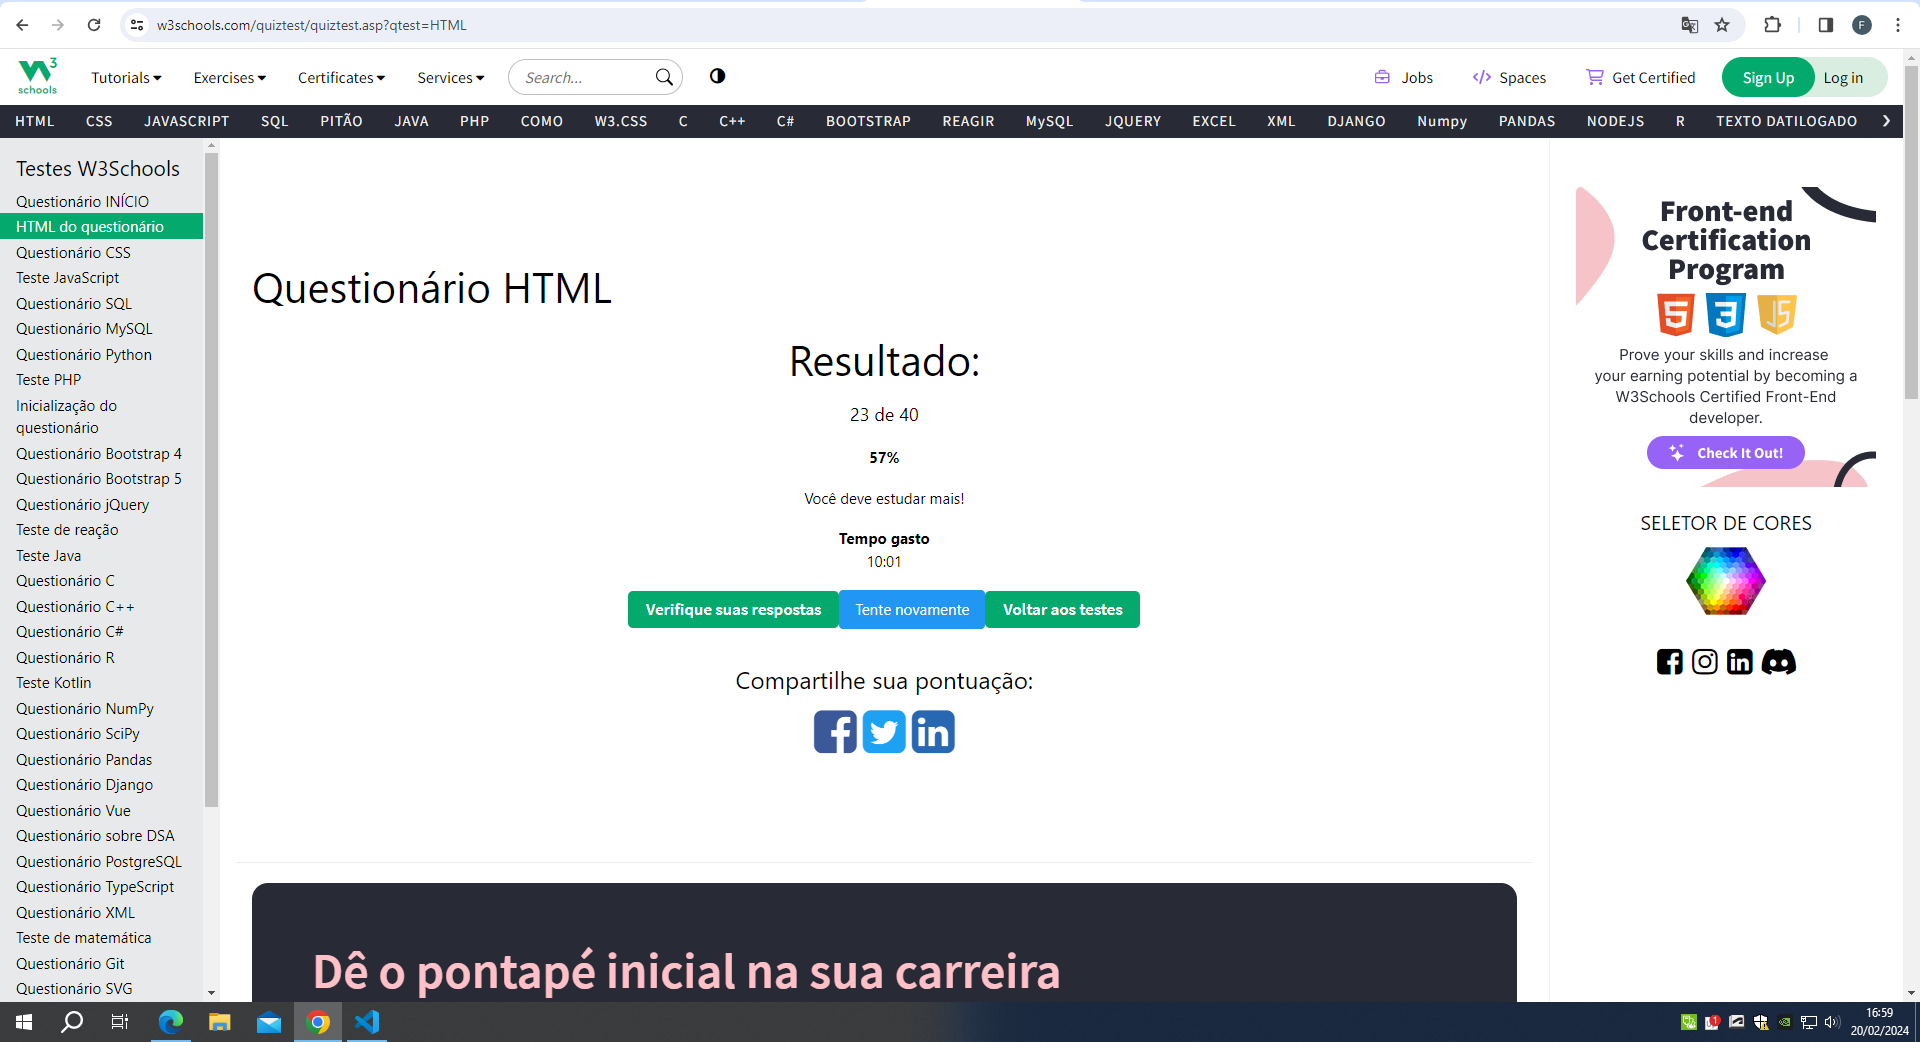 w3schools.com/quiztest/quiztest.asp?qtest=HTML
F
3
schools
Tutorials
Exercises
Certificates
Services
Search...
Jobs
Spaces
Get Certified
Sign Up
Log in
HTML
CSS
JAVASCRIPT
SQL
PITÃO
JAVA
PHP
COMO
W3.CSS
C
C++
C#
BOOTSTRAP
REAGIR
MySQL
JQUERY
EXCEL
XML
DJANGO
Numpy
PANDAS
NODEJS
R
TEXTO DATILOGADO
Testes W3Schools
Questionário INÍCIO
HTML do questionário
Questionário CSS
Teste JavaScript
Questionário SQL
Questionário MySQL
Questionário Python
Teste PHP
Inicialização do
questionário
Questionário Bootstrap 4
Questionário Bootstrap 5
Questionário jQuery
Teste de reação
Teste Java
Questionário C
Questionário C++
Questionário C#
Questionário R
Teste Kotlin
Questionário NumPy
Questionário SciPy
Questionário Pandas
Questionário Django
Questionário Vue
Questionário sobre DSA
Questionário PostgreSQL
Questionário TypeScript
Questionário XML
Teste de matemática
Questionário Git
Questionário SVG
Questionário HTML
Resultado:
23 de 40
57%
Você deve estudar mais!
Tempo gasto
10:01
Verifique suas respostas
Tente novamente
Voltar aos testes
Compartilhe sua pontuação:
Dê o pontapé inicial na sua carreira
Front-end
Certification
Program
5
3
JS
Prove your skills and increase
your earning potential by becoming a
W3Schools Certified Front-End
developer.
Check It Out!
SELETOR DE CORES
1
16:59
20/02/2024